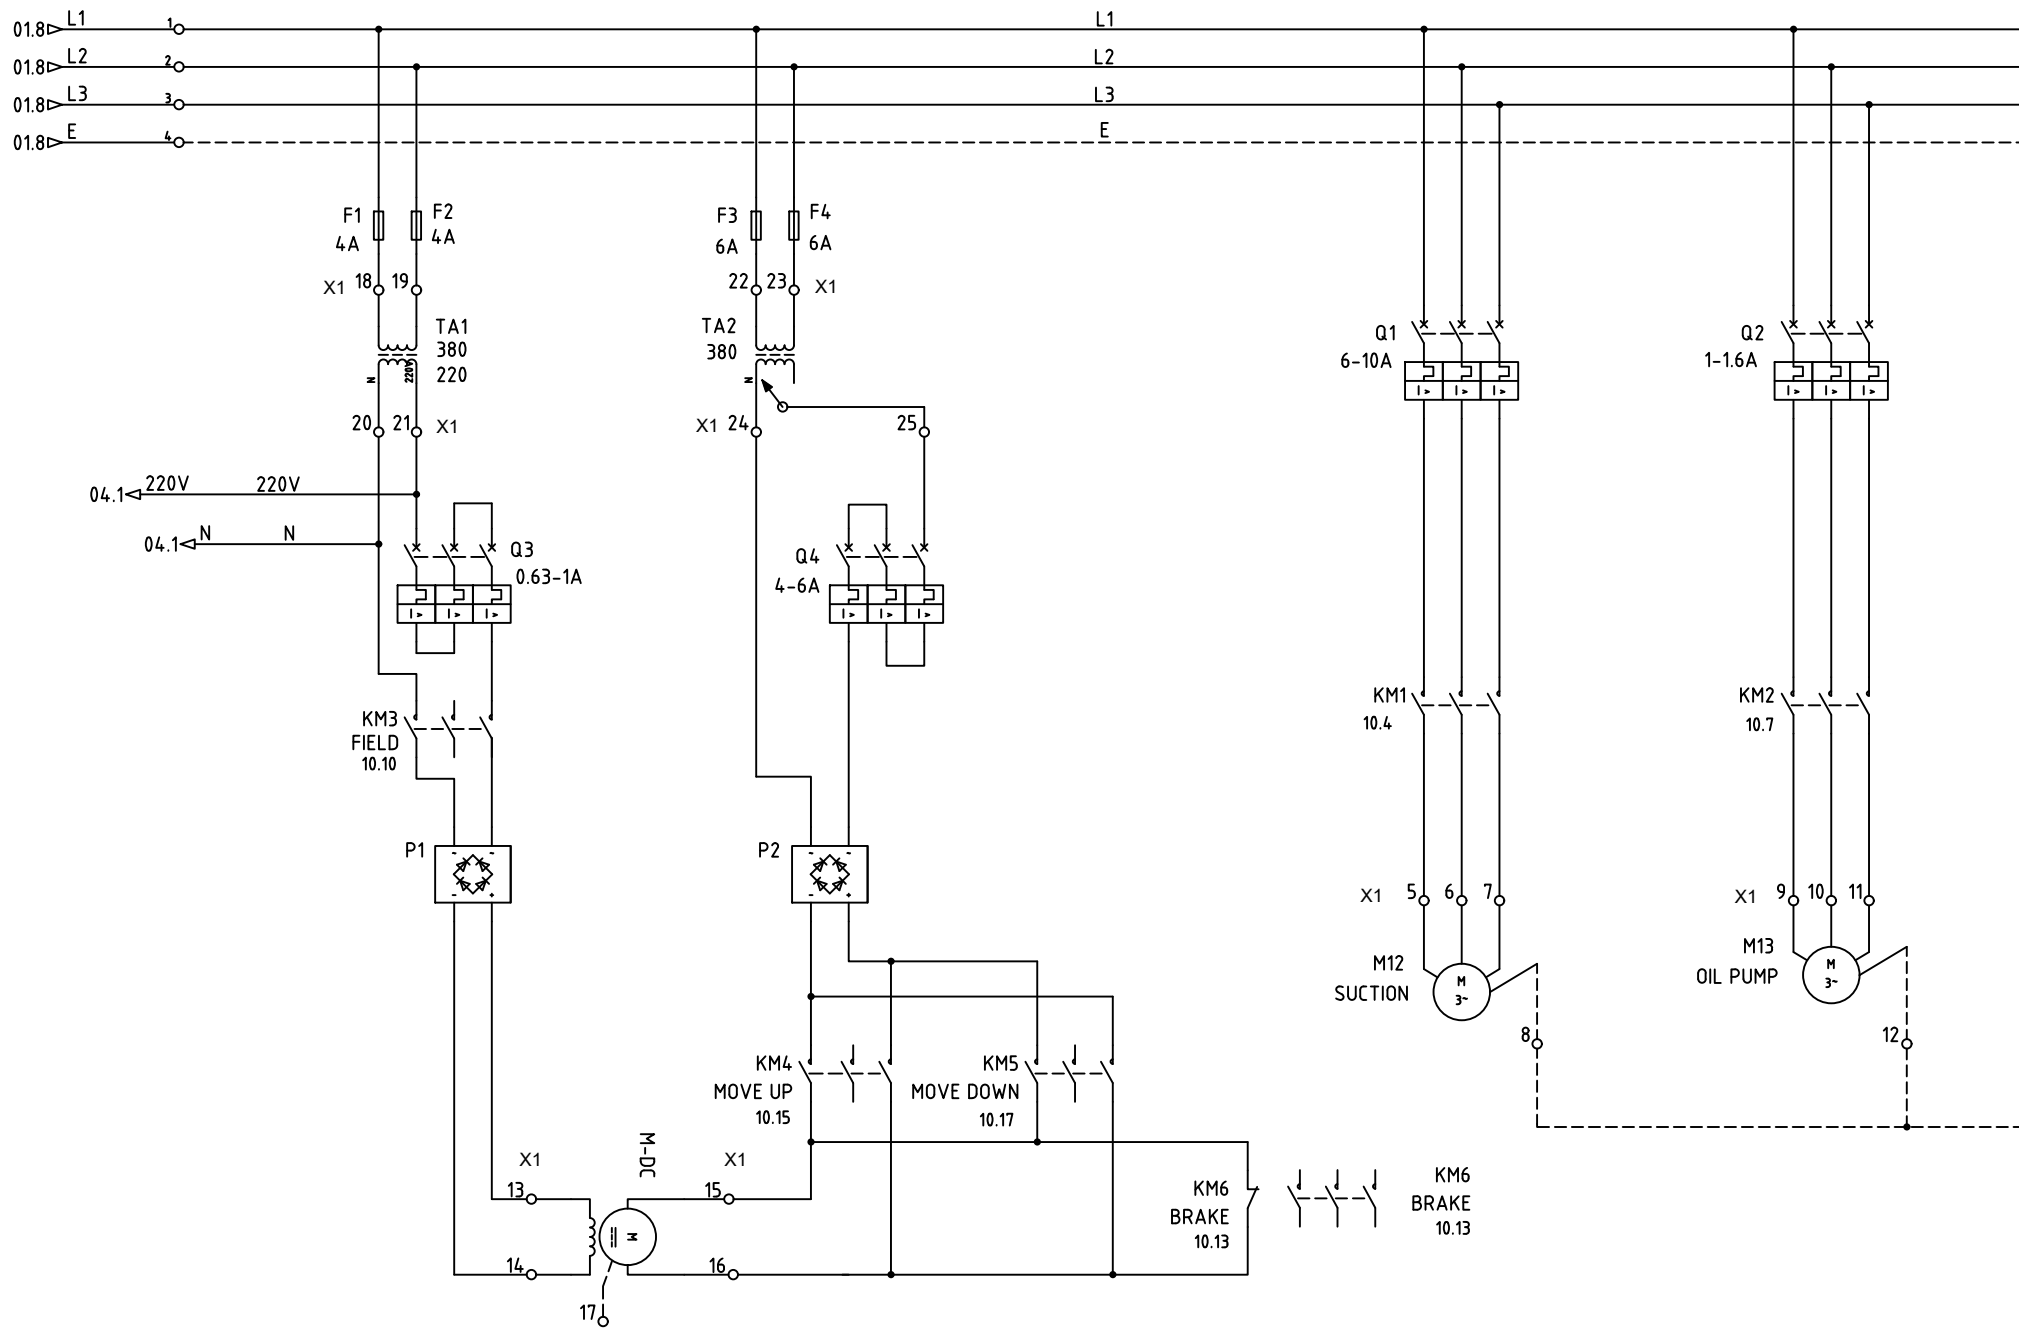 01.8 L1 1 L1
01.8 L2 2 L2
01.8 L3 3 L3
01.8 E 4 E
F1 F2 F3 F4
4A 4A 6A 6A
X1 18 19 22 23 X1
TA1 TA2
380 380
220
N 220V N
Q1 Q2
6-10A 1-1.6A
20 21 X1 X1 24 25
04.1 220V 220V
04.1 N N
Q3 Q4
0.63-1A 4-6A
I> I> I> I> I> I>
I> I> I> I> I> I>
KM3 KM1 KM2
FIELD 10.4 10.7
10.10
P1 P2
- +
- +
X1 5 6 7 X1 9 10 11
M12 M13
SUCTION OIL PUMP
M
3~
M
3~
8 12
KM4 KM5
MOVE UP MOVE DOWN
10.15 10.17
M-DC
X1 X1
13 15
M
14 16
17
KM6 KM6
BRAKE BRAKE
10.13 10.13